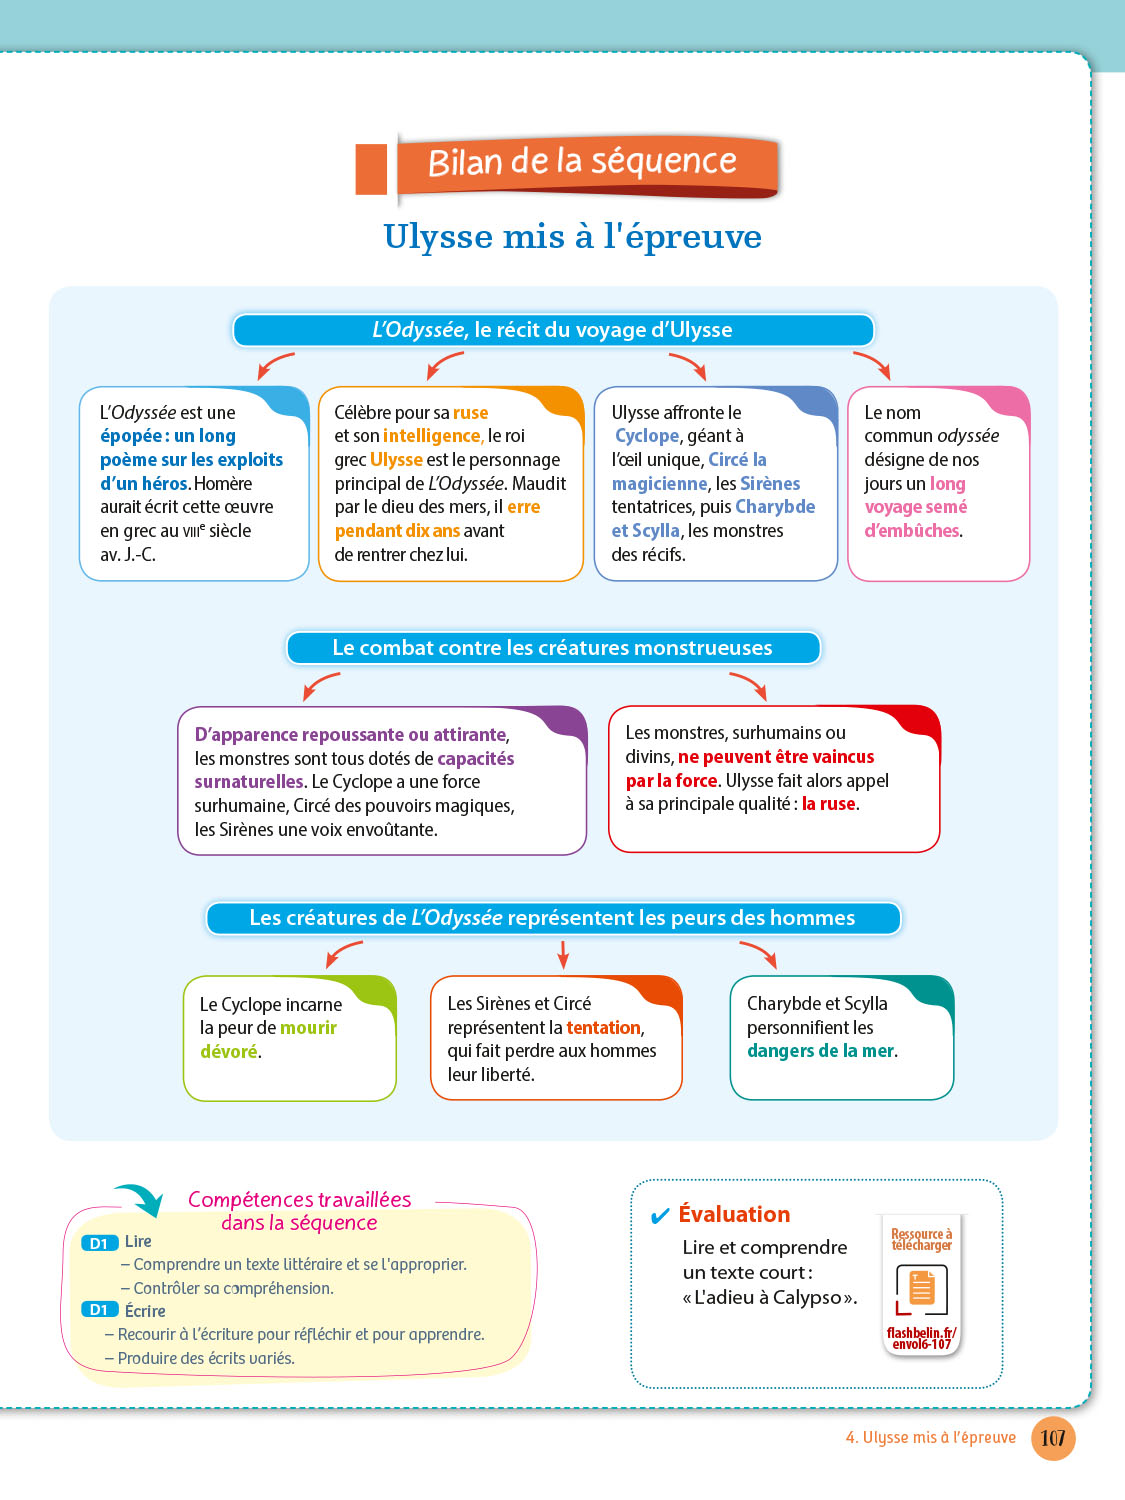 Bilan de la séquence
Ulysse mis à l'épreuve
L'Odyssée, le récit du voyage d'Ulysse
L'Odyssée est une
épopée : un long
poème sur les exploits
d'un héros. Homère
aurait écrit cette œuvre
en grec au VIIIe siècle
av. J.-C.
Célèbre pour sa ruse
et son intelligence, le roi
grec Ulysse est le personnage
principal de L'Odyssée. Maudit
par le dieu des mers, il erre
pendant dix ans avant
de rentrer chez lui.
Ulysse affronte le
Cyclope, géant à
l'œil unique, Circé la
magicienne, les Sirènes
tentatrices, puis Charybde
et Scylla, les monstres
des récifs.
Le nom
commun odyssée
désigne de nos
jours un long
voyage semé
d'embûches.
Le combat contre les créatures monstrueuses
D'apparence repoussante ou attirante,
les monstres sont tous dotés de capacités
surnaturelles. Le Cyclope a une force
surhumaine, Circé des pouvoirs magiques,
les Sirènes une voix envoûtante.
Les monstres, surhumains ou
divins, ne peuvent être vaincus
par la force. Ulysse fait alors appel
à sa principale qualité : la ruse.
Les créatures de L'Odyssée représentent les peurs des hommes
Le Cyclope incarne
la peur de mourir
dévoré.
Les Sirènes et Circé
représentent la tentation,
qui fait perdre aux hommes
leur liberté.
Charybde et Scylla
personnifient les
dangers de la mer.
Compétences travaillées
dans la séquence
D1 Lire
– Comprendre un texte littéraire et se l'approprier.
– Contrôler sa compréhension.
D1 Écrire
– Recourir à l'écriture pour réfléchir et pour apprendre.
– Produire des écrits variés.
✔ Évaluation
Lire et comprendre
un texte court :
« L'adieu à Calypso ».
Ressource à
télécharger
flashbelin.fr/
envol6-107
4. Ulysse mis à l'épreuve 107